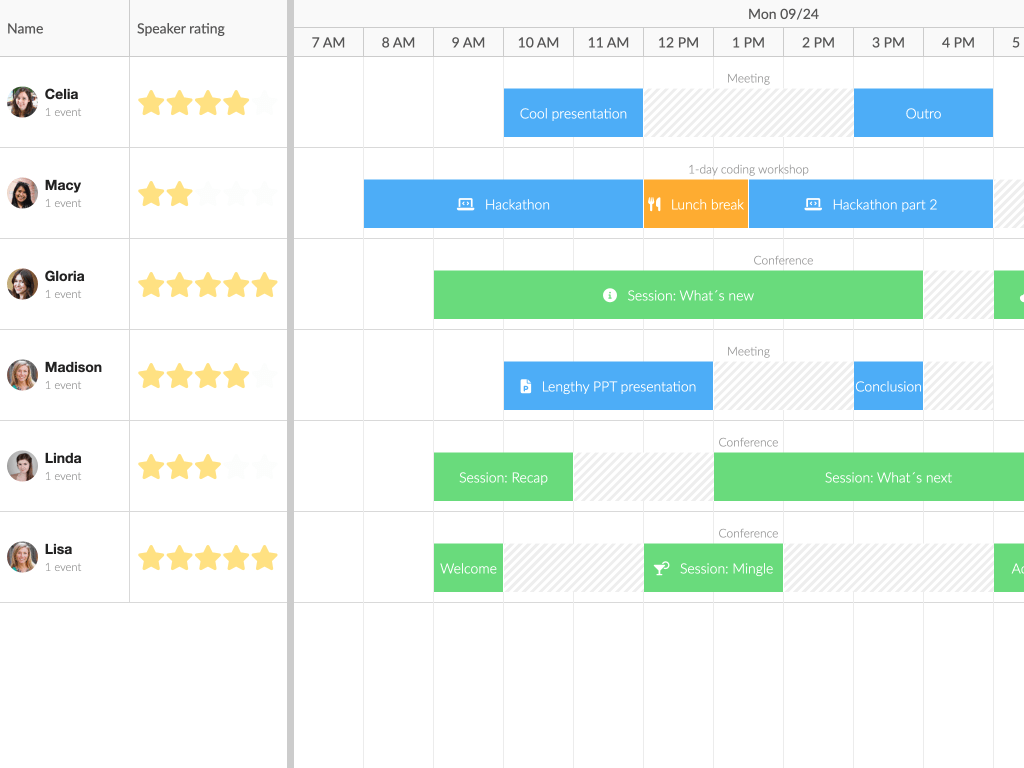 Name
Speaker rating
Mon 09/24
7 AM
8 AM
9 AM
10 AM
11 AM
12 PM
1 PM
2 PM
3 PM
4 PM
5
Celia
1 event
Meeting
Cool presentation
Outro
Macy
1 event
1-day coding workshop
Hackathon
Lunch break
Hackathon part 2
Gloria
1 event
Conference
Session: What´s new
Madison
1 event
Meeting
Lengthy PPT presentation
Conclusion
Linda
1 event
Conference
Session: Recap
Session: What´s next
Lisa
1 event
Conference
Welcome
Session: Mingle